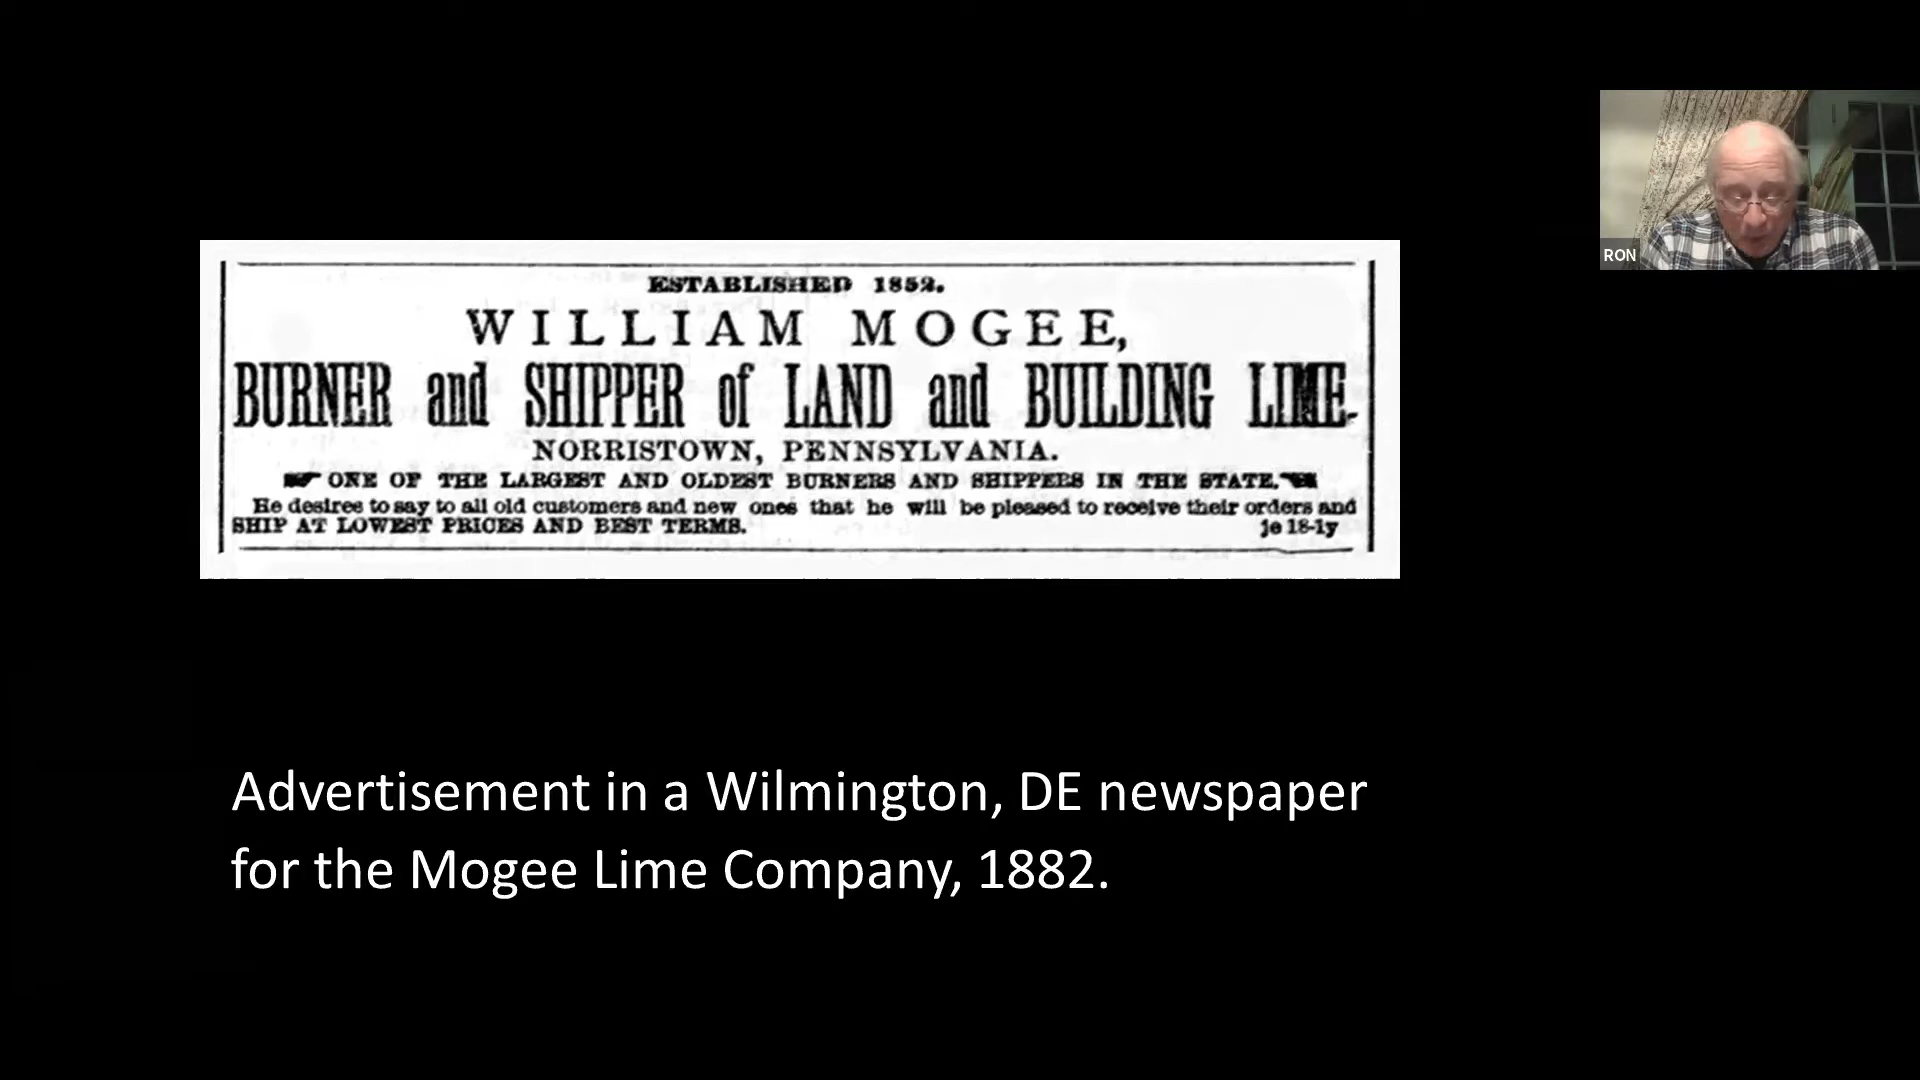 ESTABLISHED 1852.
WILLIAM MOGEE,
BURNER and SHIPPER of LAND and BUILDING LIME.
NORRISTOWN, PENNSYLVANIA.
ONE OF THE LARGEST AND OLDEST BURNERS AND SHIPPERS IN THE STATE.
He desires to say to all old customers and new ones that he will be pleased to receive their orders and
SHIP AT LOWEST PRICES AND BEST TERMS.
je 18-ly
RON
Advertisement in a Wilmington, DE newspaper
for the Mogee Lime Company, 1882.